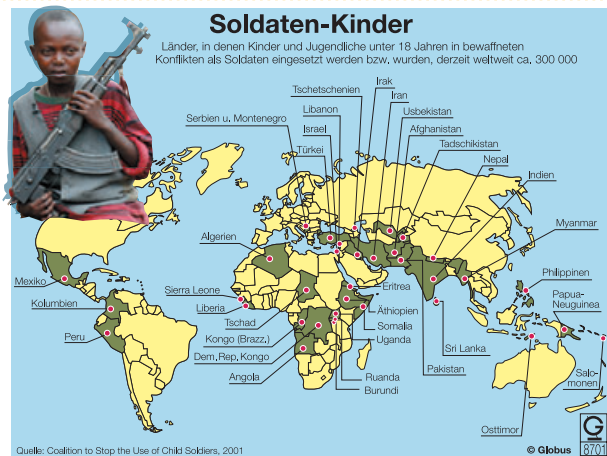 Soldaten-Kinder
Länder, in denen Kinder und Jugendliche unter 18 Jahren in bewaffneten
Konflikten als Soldaten eingesetzt werden bzw. wurden, derzeit weltweit ca. 300 000
Irak
Tschetschenien
Iran
Libanon
Usbekistan
Serbien u. Montenegro
Israel
Afghanistan
Türkei
Tadschikistan
Nepal
Indien
Algerien
Myanmar
Mexiko
Sierra Leone
Eritrea
Philippinen
Kolumbien
Liberia
Äthiopien
Papua-
Neuguinea
Tschad
Somalia
Peru
Kongo (Brazz.)
Uganda
Sri Lanka
Dem. Rep. Kongo
Pakistan
Salo-
monen
Angola
Ruanda
Burundi
Osttimor
Quelle: Coalition to Stop the Use of Child Soldiers, 2001
© Globus
G
8701